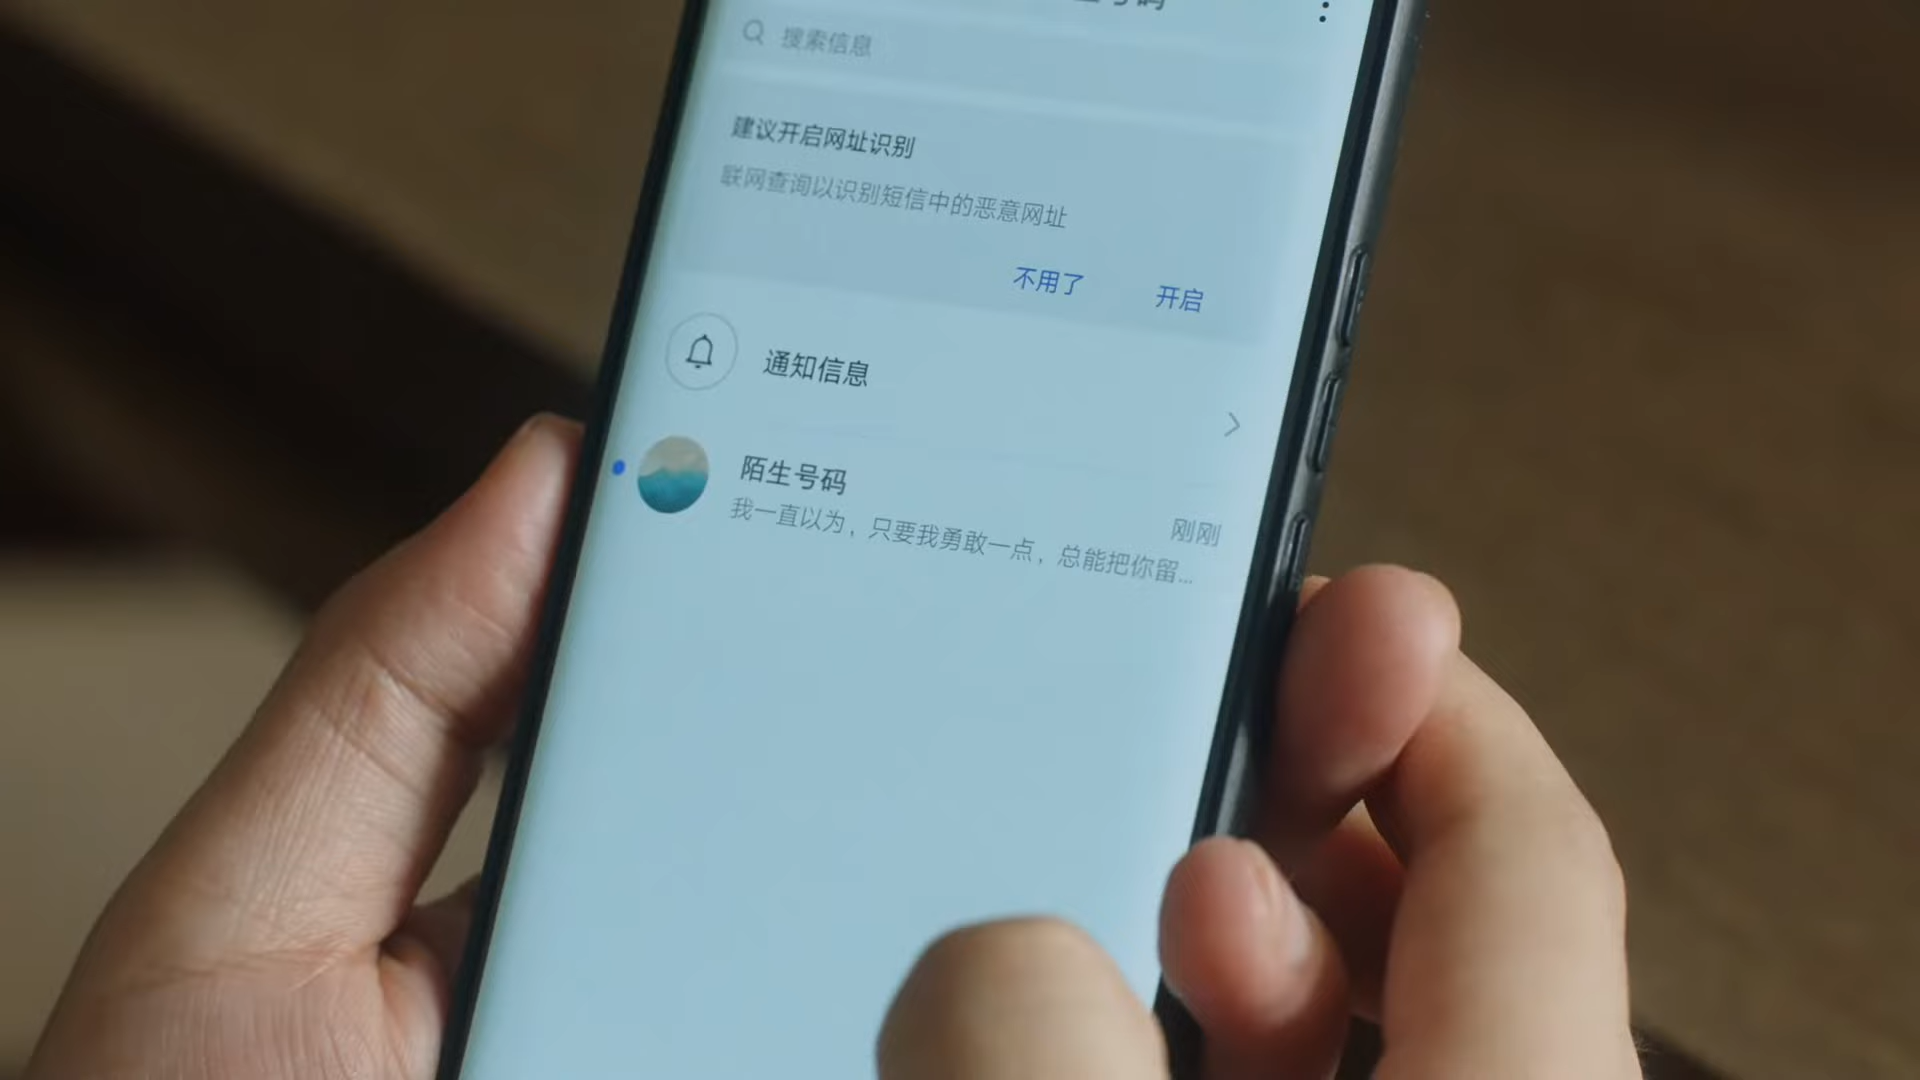 搜索信息
建议开启网址识别
联网查询以识别短信中的恶意网址
不用了 开启
通知信息
陌生号码
刚刚
我一直以为，只要我勇敢一点，总能把你留...